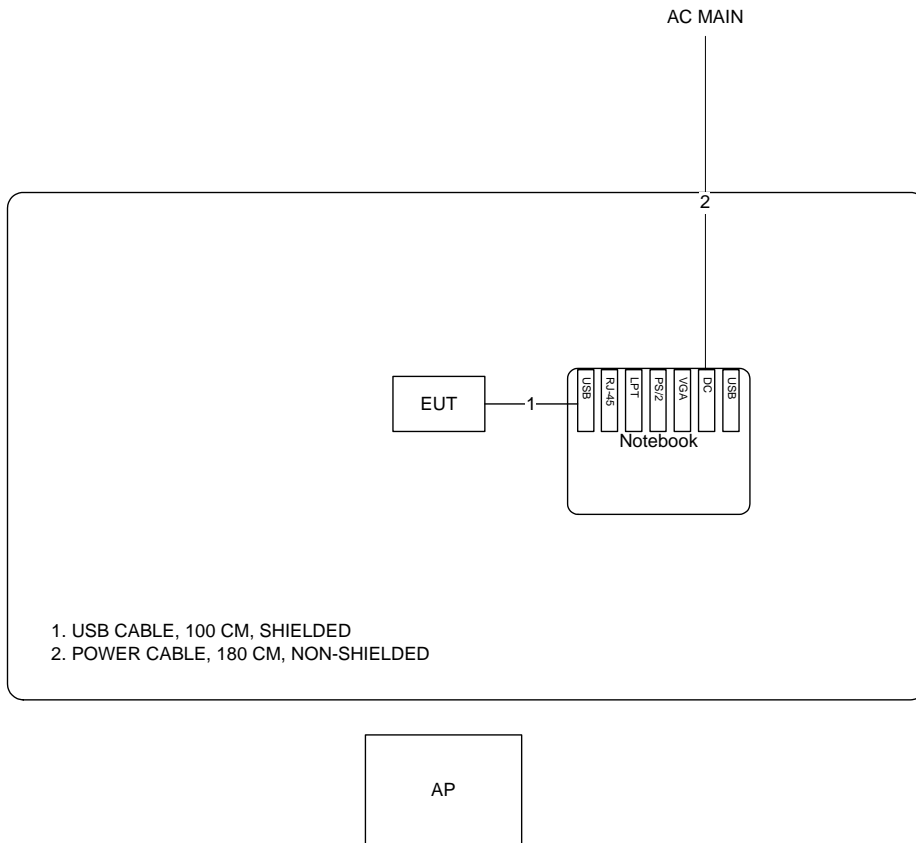 AC MAIN
2
EUT
1
USB
RJ-45
LPT
PS/2
VGA
DC
USB
Notebook
1. USB CABLE, 100 CM, SHIELDED
2. POWER CABLE, 180 CM, NON-SHIELDED
AP